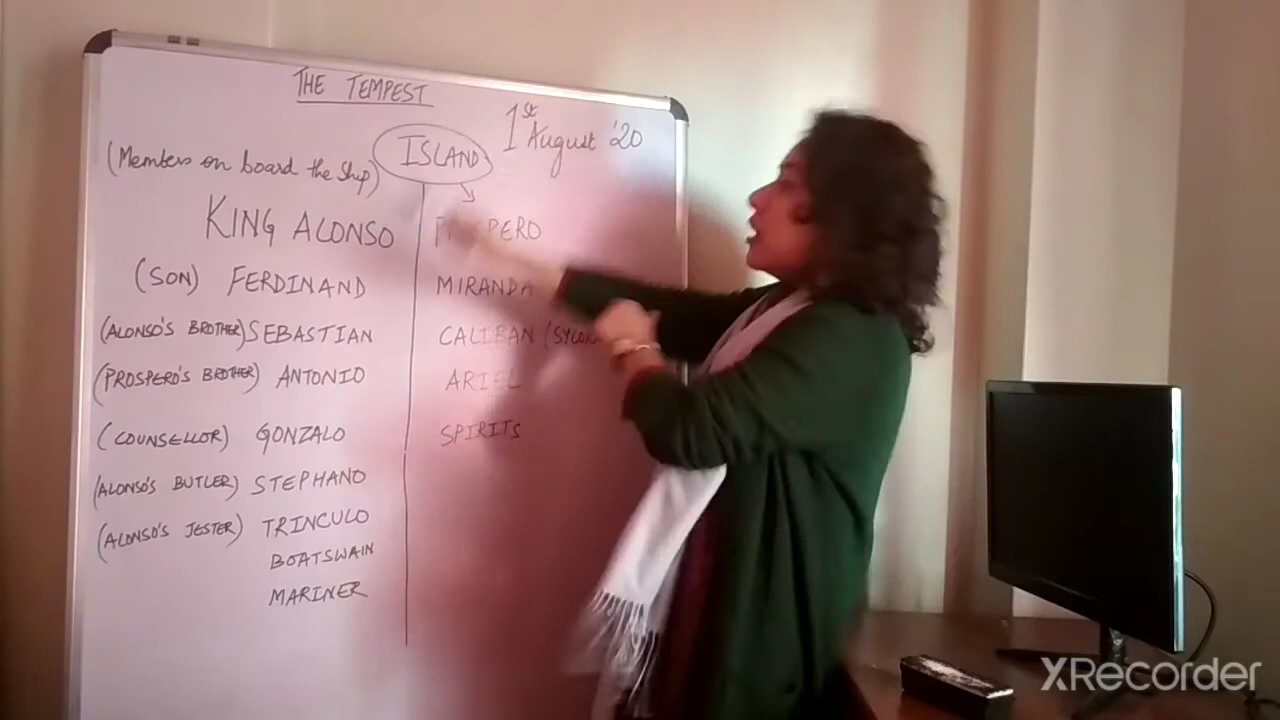 THE TEMPEST
1st August '20
ISLAND
(Members on board the ship)
KING ALONSO
(SON) FERDINAND
MIRANDA
(ALONSO'S BROTHER) SEBASTIAN
CALIBAN
(PROSPERO'S BROTHER) ANTONIO
ARIEL
(COUNSELLOR) GONZALO
SPIRITS
(ALONSO'S BUTLER) STEPHANO
(ALONSO'S JESTER) TRINCULO
BOATSWAIN
MARINER
XRecorder